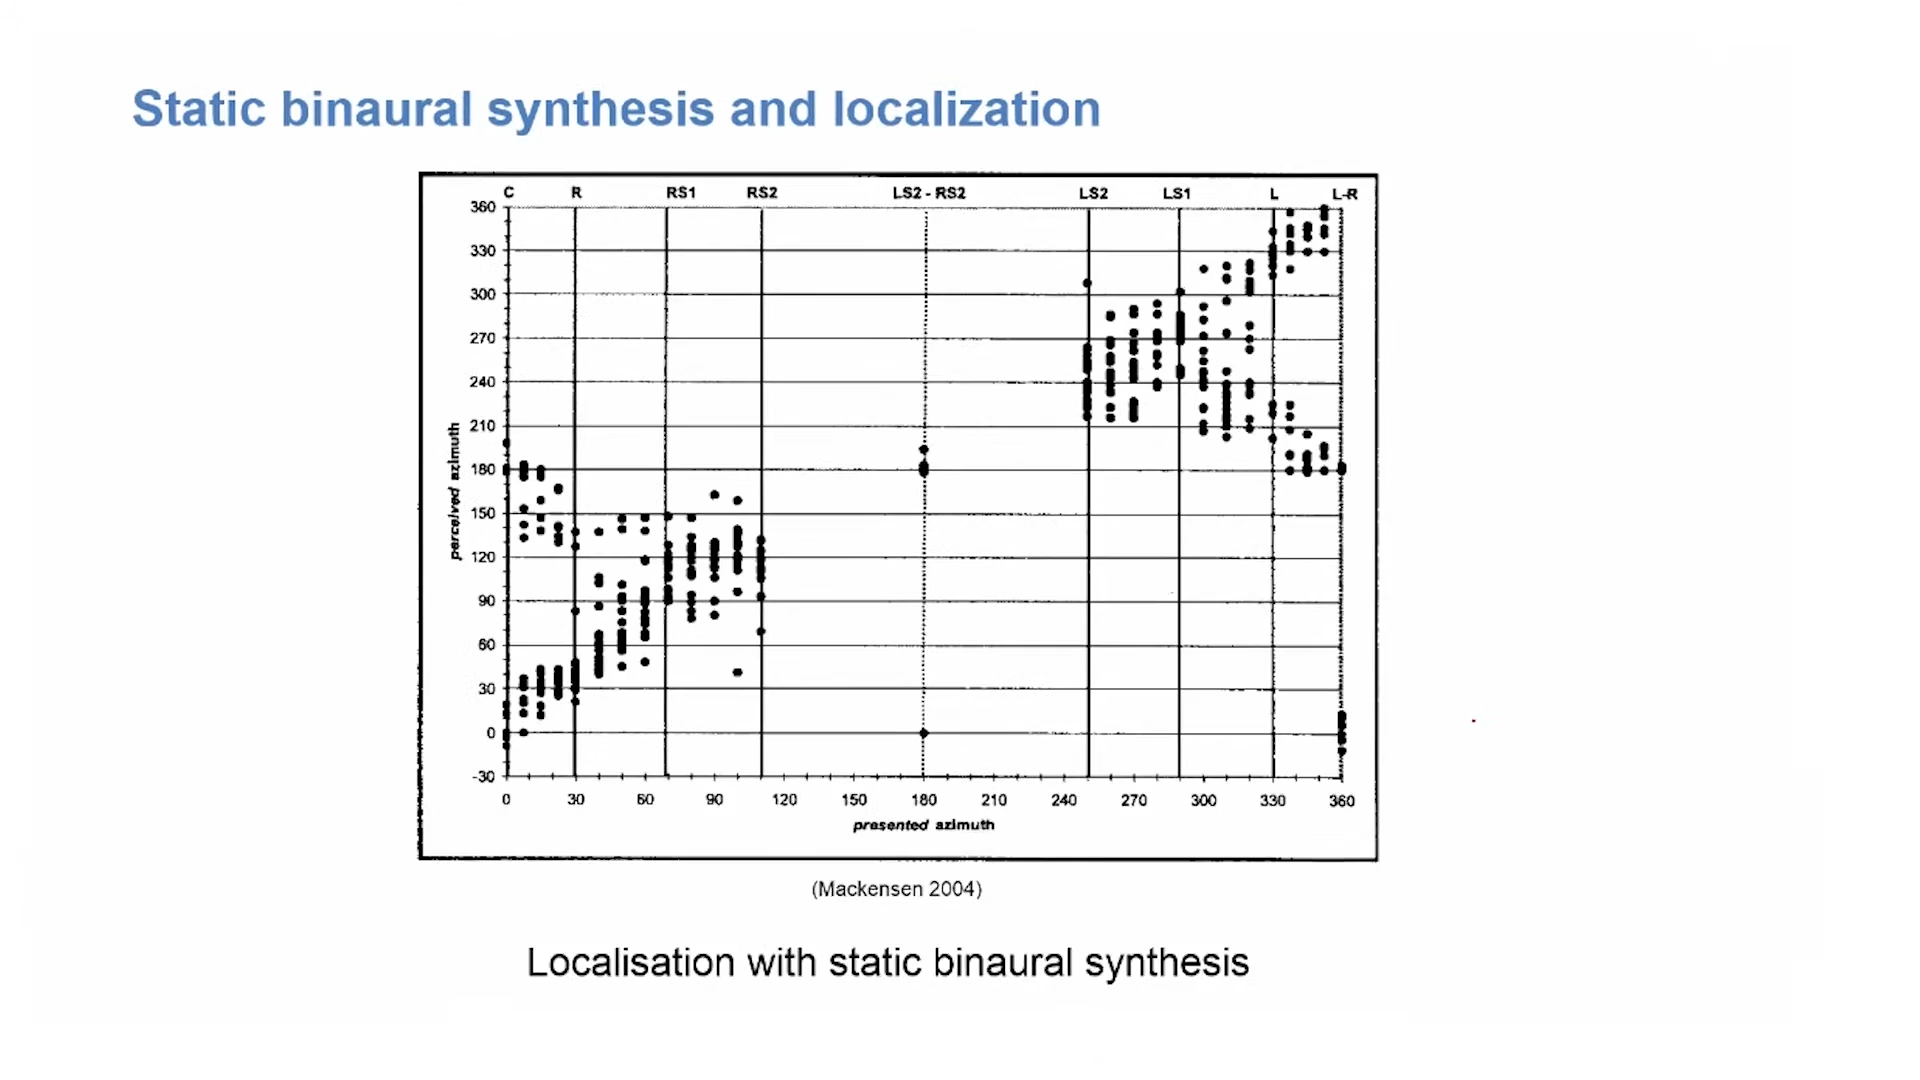 Static binaural synthesis and localization
C R RS1 RS2 LS2 - RS2 LS2 LS1 L L-R
360
330
300
270
240
210
180
150
120
90
60
30
0
-30
perceived azimuth
0 30 60 90 120 150 180 210 240 270 300 330 360
presented azimuth
(Mackensen 2004)
Localisation with static binaural synthesis